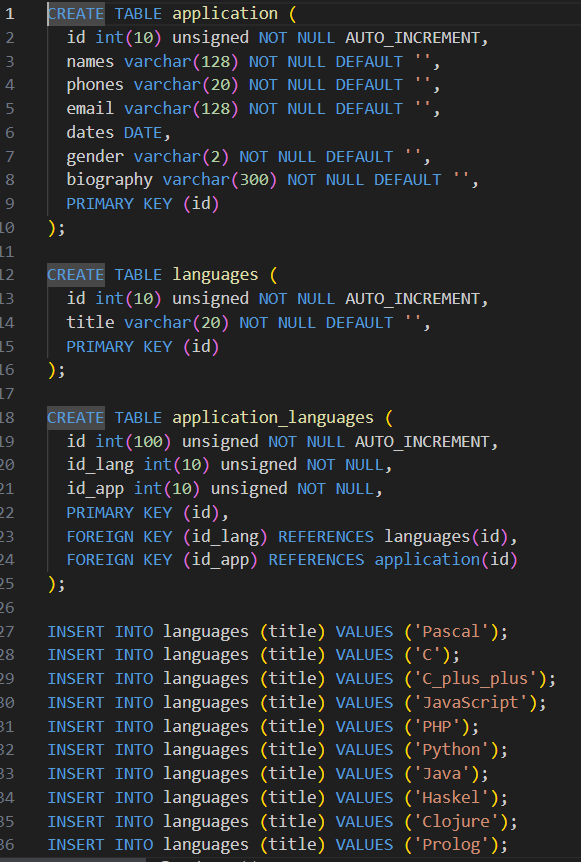 1 CREATE TABLE application (
2 id int(10) unsigned NOT NULL AUTO_INCREMENT,
3 names varchar(128) NOT NULL DEFAULT '',
4 phones varchar(20) NOT NULL DEFAULT '',
5 email varchar(128) NOT NULL DEFAULT '',
6 dates DATE,
7 gender varchar(2) NOT NULL DEFAULT '',
8 biography varchar(300) NOT NULL DEFAULT '',
9 PRIMARY KEY (id)
10 );
11
12 CREATE TABLE languages (
13 id int(10) unsigned NOT NULL AUTO_INCREMENT,
14 title varchar(20) NOT NULL DEFAULT '',
15 PRIMARY KEY (id)
16 );
17
18 CREATE TABLE application_languages (
19 id int(100) unsigned NOT NULL AUTO_INCREMENT,
20 id_lang int(10) unsigned NOT NULL,
21 id_app int(10) unsigned NOT NULL,
22 PRIMARY KEY (id),
23 FOREIGN KEY (id_lang) REFERENCES languages(id),
24 FOREIGN KEY (id_app) REFERENCES application(id)
25 );
26
27 INSERT INTO languages (title) VALUES ('Pascal');
28 INSERT INTO languages (title) VALUES ('C');
29 INSERT INTO languages (title) VALUES ('C_plus_plus');
30 INSERT INTO languages (title) VALUES ('JavaScript');
31 INSERT INTO languages (title) VALUES ('PHP');
32 INSERT INTO languages (title) VALUES ('Python');
33 INSERT INTO languages (title) VALUES ('Java');
34 INSERT INTO languages (title) VALUES ('Haskel');
35 INSERT INTO languages (title) VALUES ('Clojure');
36 INSERT INTO languages (title) VALUES ('Prolog');